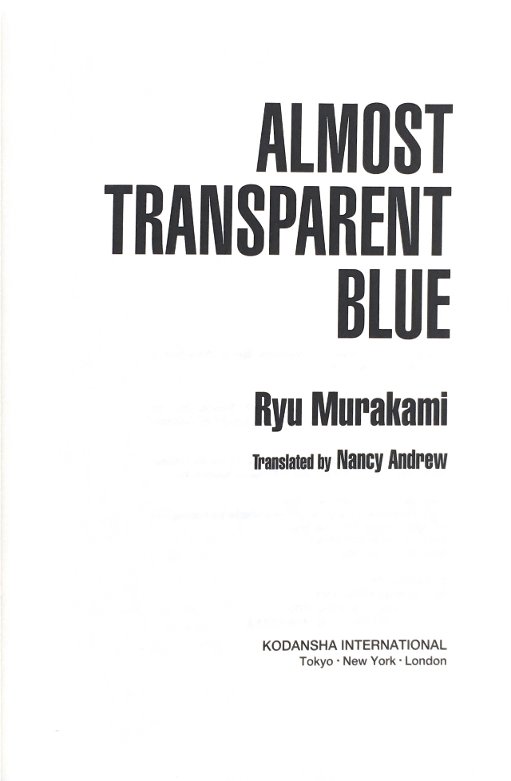 ALMOST
TRANSPARENT
BLUE
Ryu Murakami
Translated by Nancy Andrew
KODANSHA INTERNATIONAL
Tokyo · New York · London